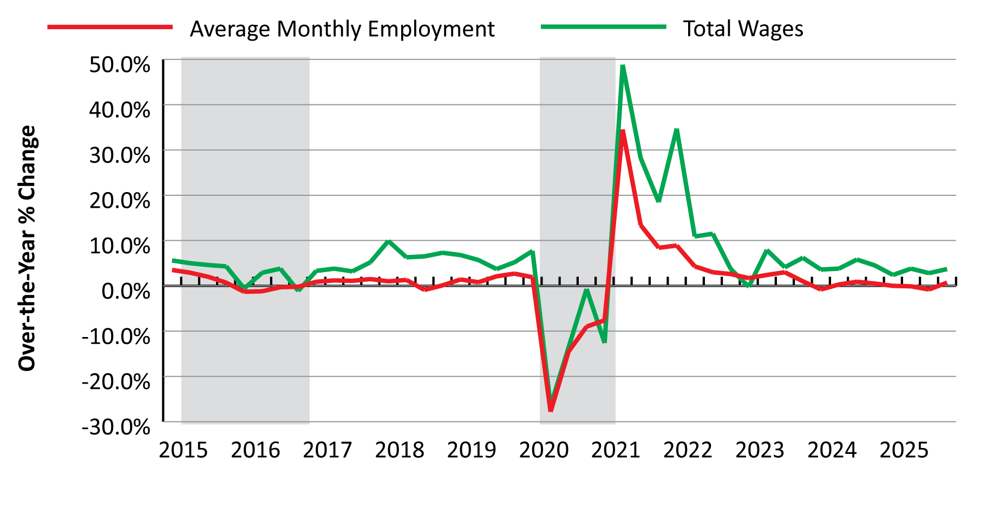 Average Monthly Employment
Total Wages
Over-the-Year % Change
50.0%
40.0%
30.0%
20.0%
10.0%
0.0%
-10.0%
-20.0%
-30.0%
2015 2016 2017 2018 2019 2020 2021 2022 2023 2024 2025